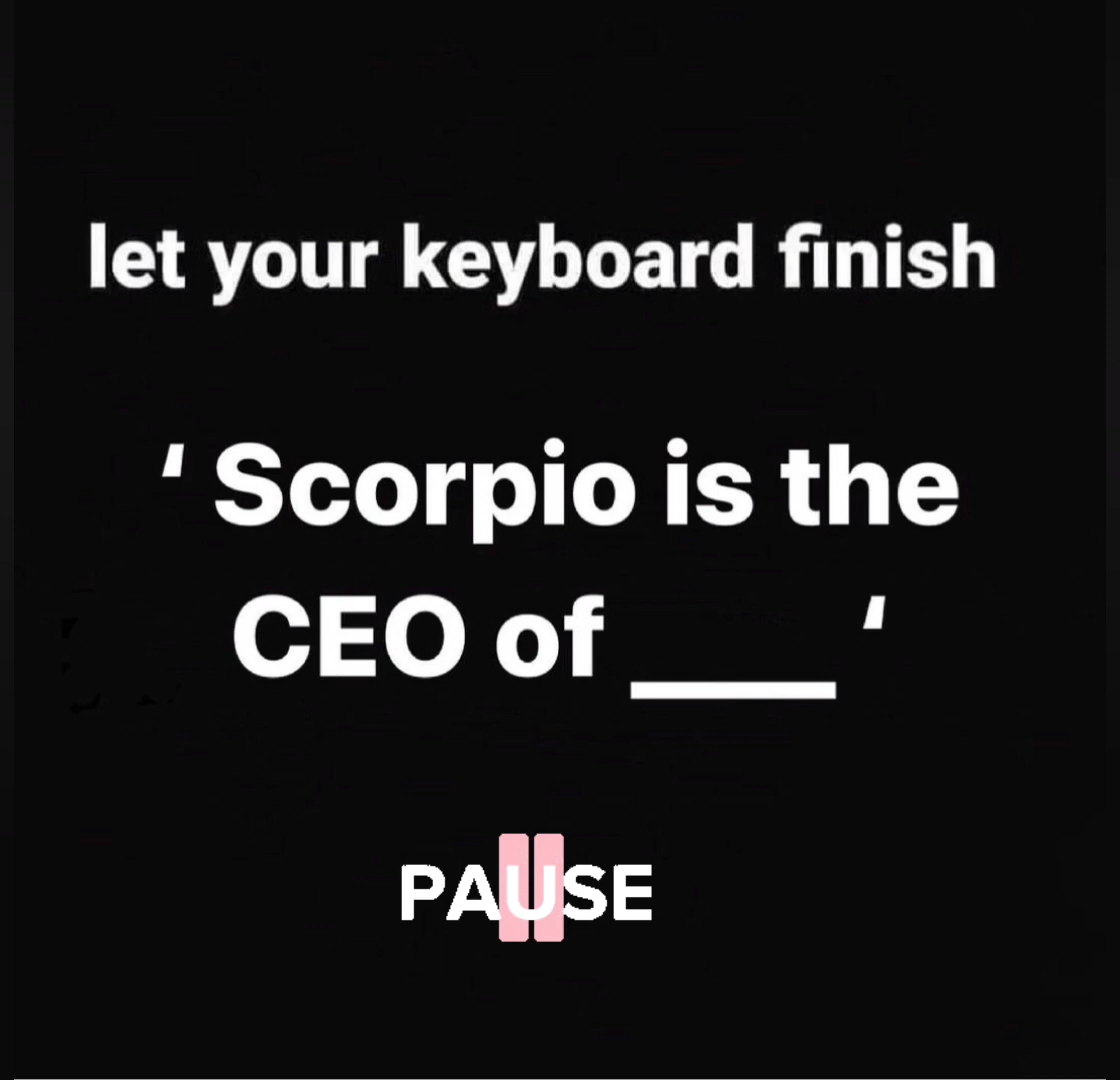 let your keyboard finish
‘ Scorpio is the
CEO of ____ ‘
PAUSE